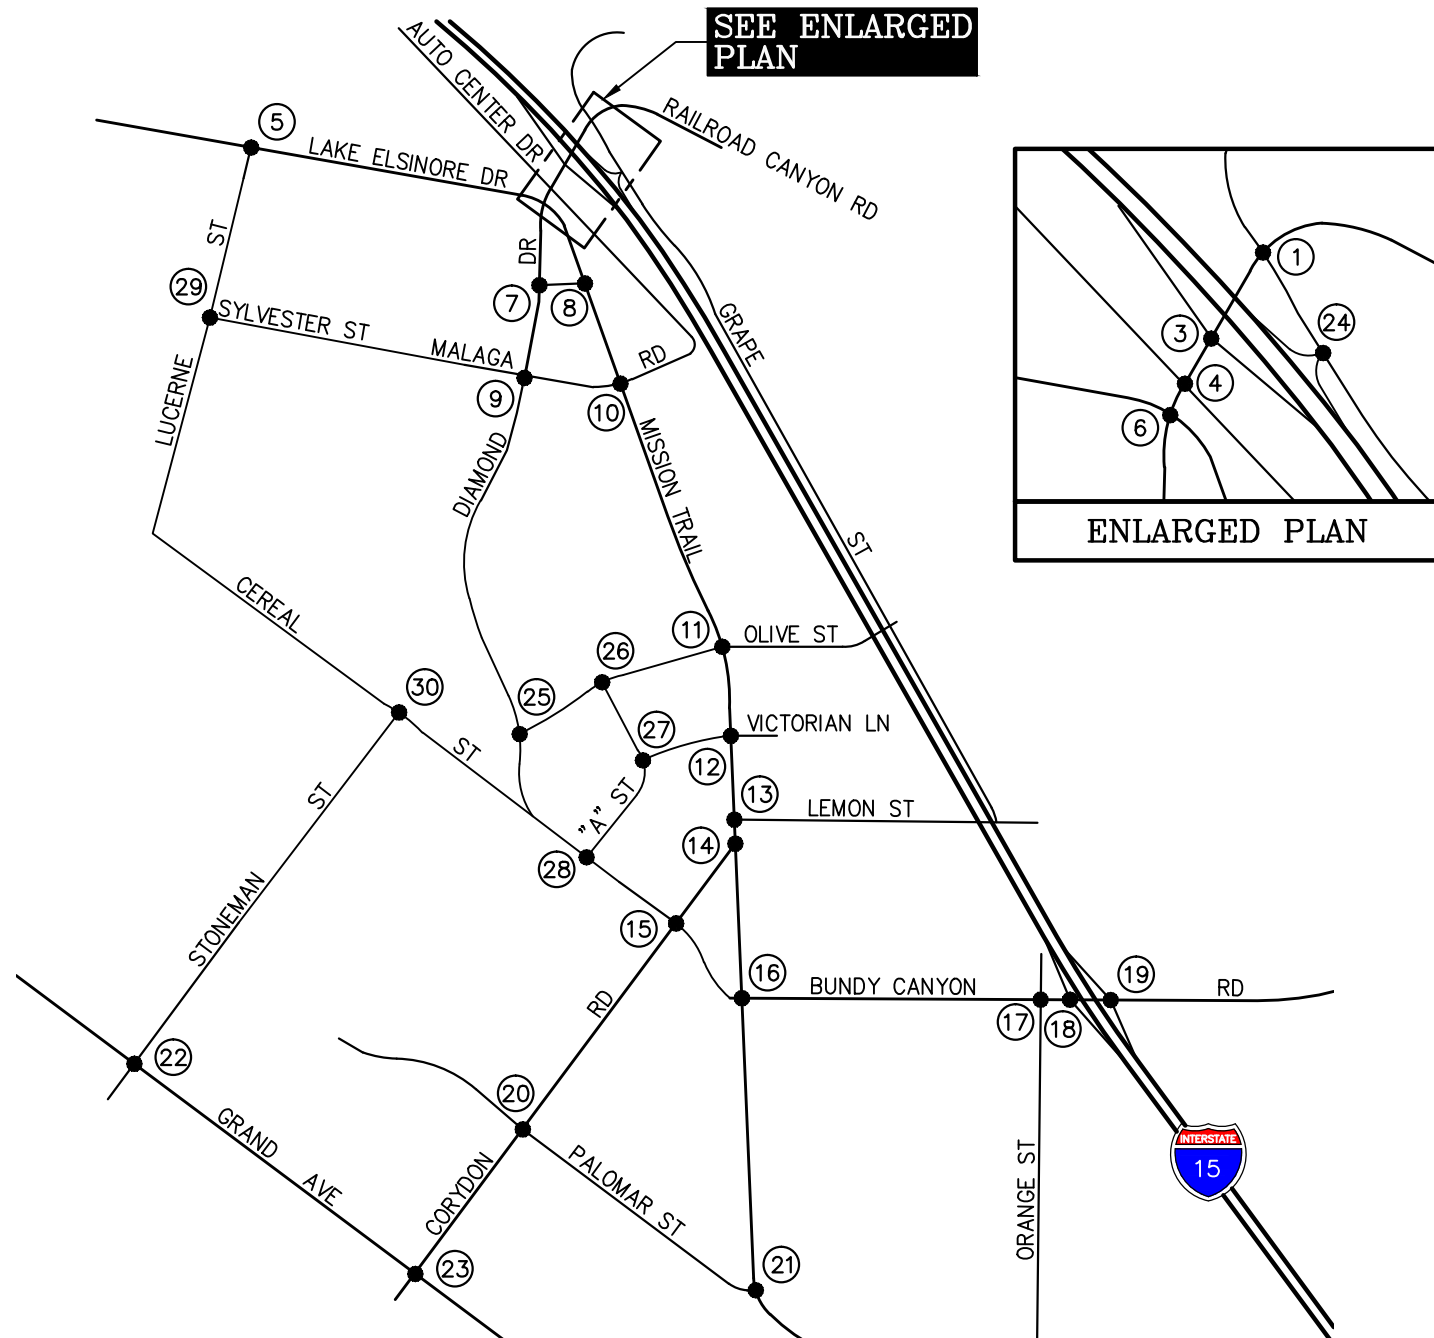 SEE ENLARGED
PLAN
AUTO CENTER DR
RAILROAD CANYON RD
5
LAKE ELSINORE DR
ST
DR
29
7
8
SYLVESTER ST
MALAGA
RD
GRAPE
LUCERNE
9
10
DIAMOND
MISSION TRAIL
ST
1
3
24
4
6
ENLARGED PLAN
CEREAL
11
OLIVE ST
26
30
25
27
VICTORIAN LN
ST
12
13
LEMON ST
ST
"A" ST
14
28
STONEMAN
15
16
BUNDY CANYON
19
RD
RD
17
18
22
20
GRAND
AVE
PALOMAR ST
CORYDON
ORANGE ST
INTERSTATE
15
23
21